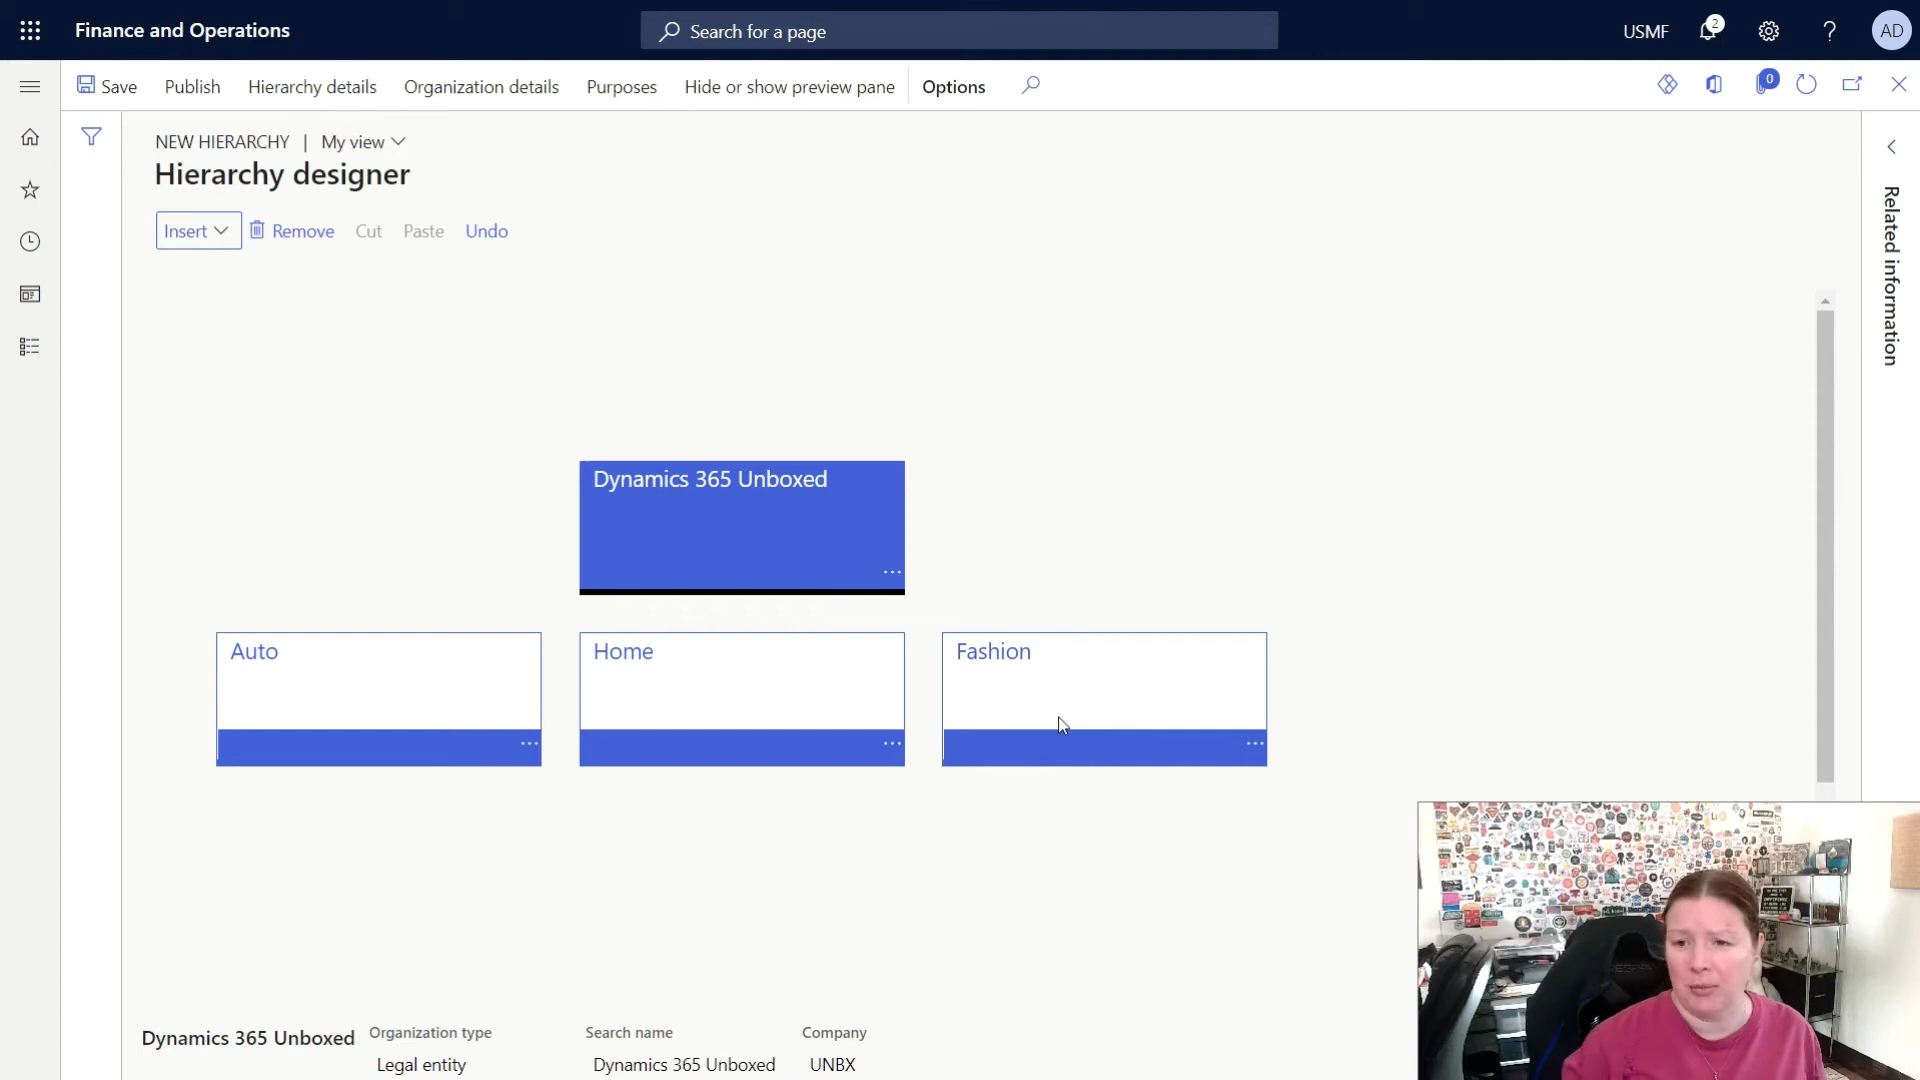 Finance and Operations
Search for a page
USMF
2
AD
Save
Publish
Hierarchy details
Organization details
Purposes
Hide or show preview pane
Options
0
NEW HIERARCHY | My view
Hierarchy designer
Insert
Remove
Cut
Paste
Undo
Related information
Dynamics 365 Unboxed
Auto
Home
Fashion
Dynamics 365 Unboxed
Organization type
Legal entity
Search name
Dynamics 365 Unboxed
Company
UNBX